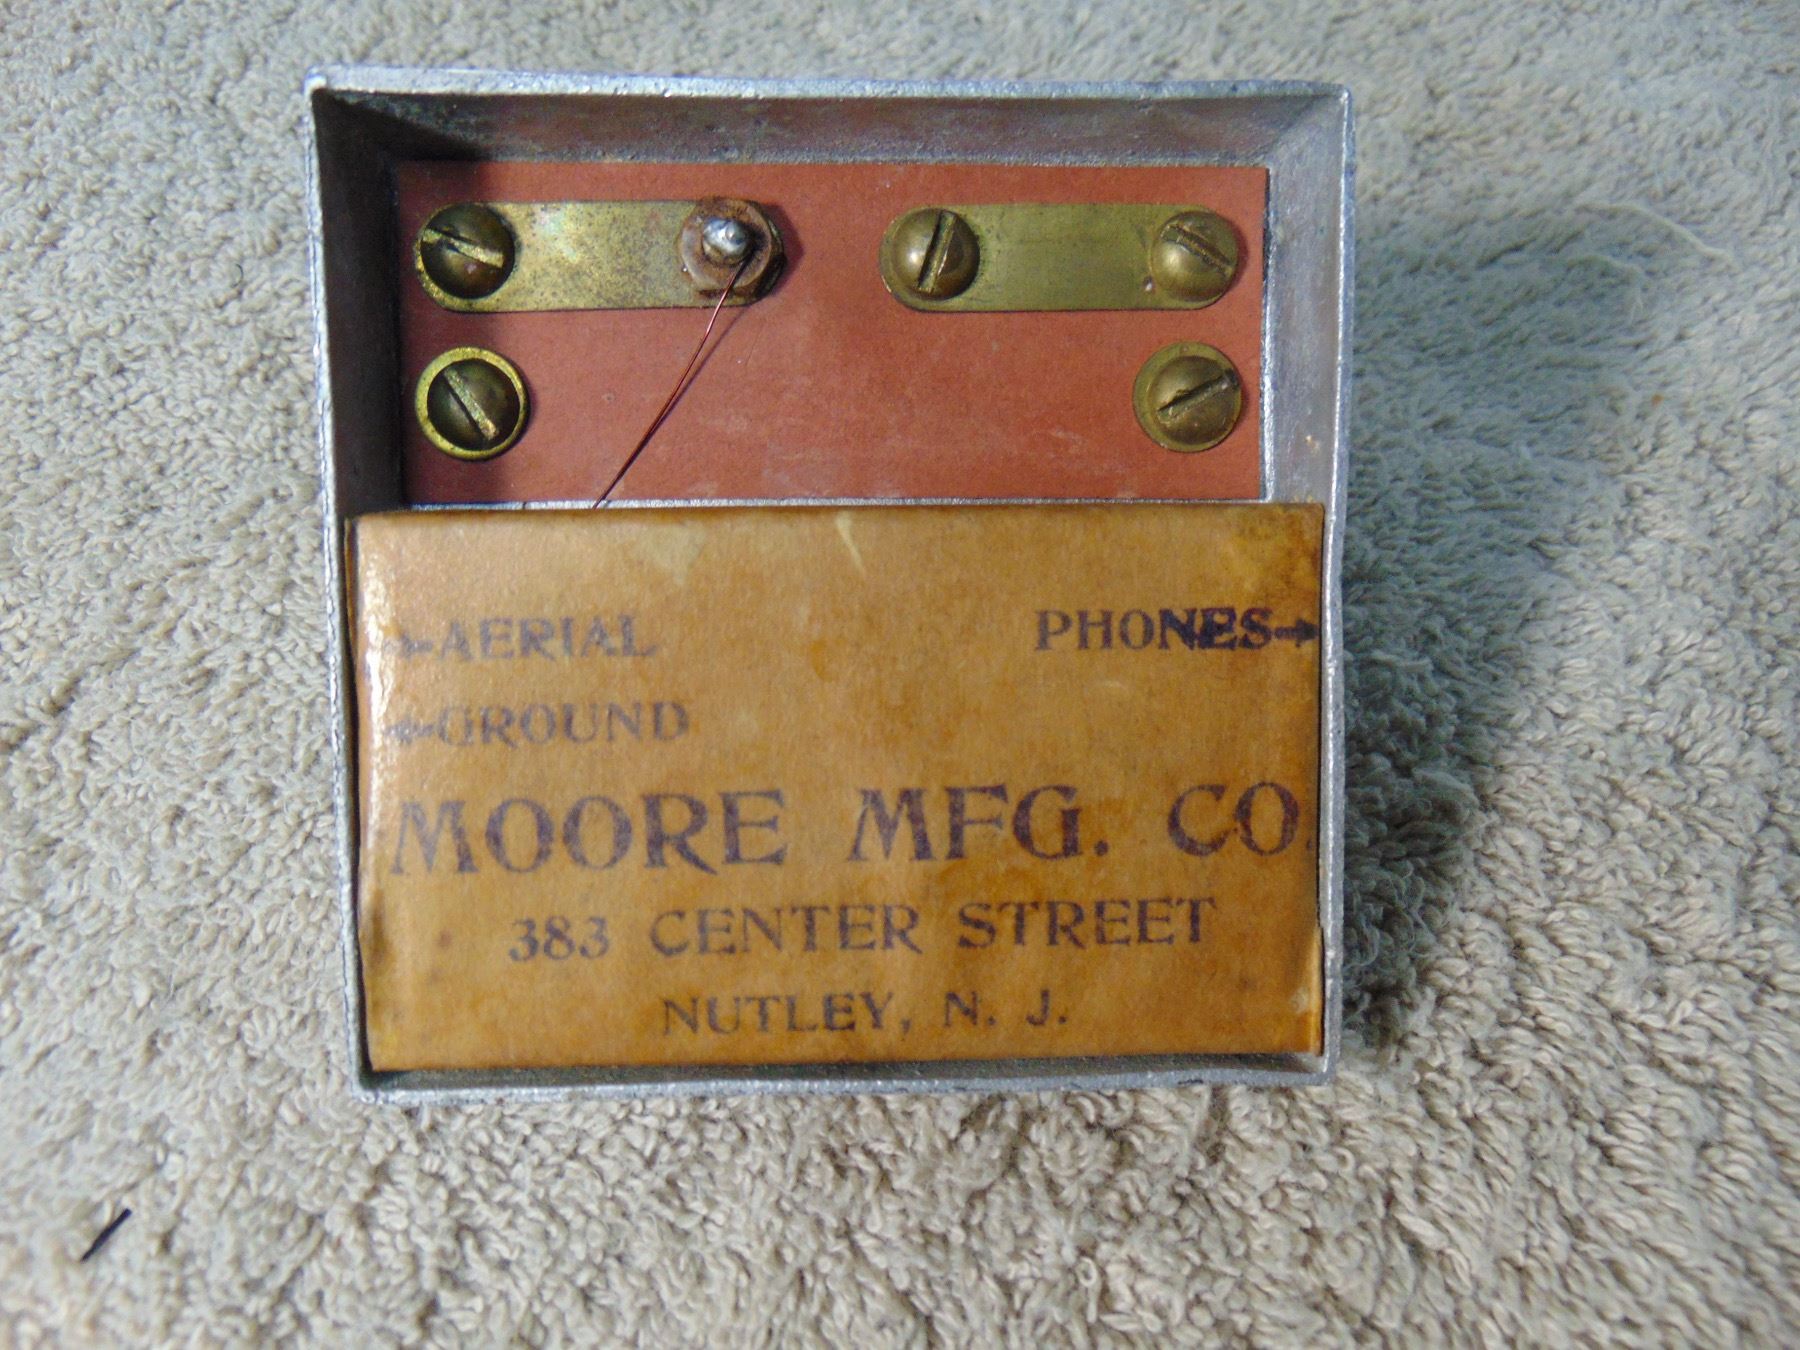 ←AERIAL PHONES→
←GROUND
MOORE MFG. CO.
383 CENTER STREET
NUTLEY, N. J.